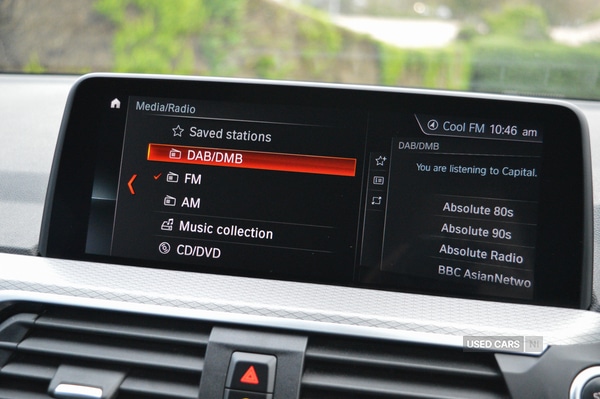 Media/Radio
Cool FM 10:46 am
Saved stations
DAB/DMB
FM
AM
Music collection
CD/DVD
DAB/DMB
You are listening to Capital.
Absolute 80s
Absolute 90s
Absolute Radio
BBC AsianNetwo
USED CARS NI